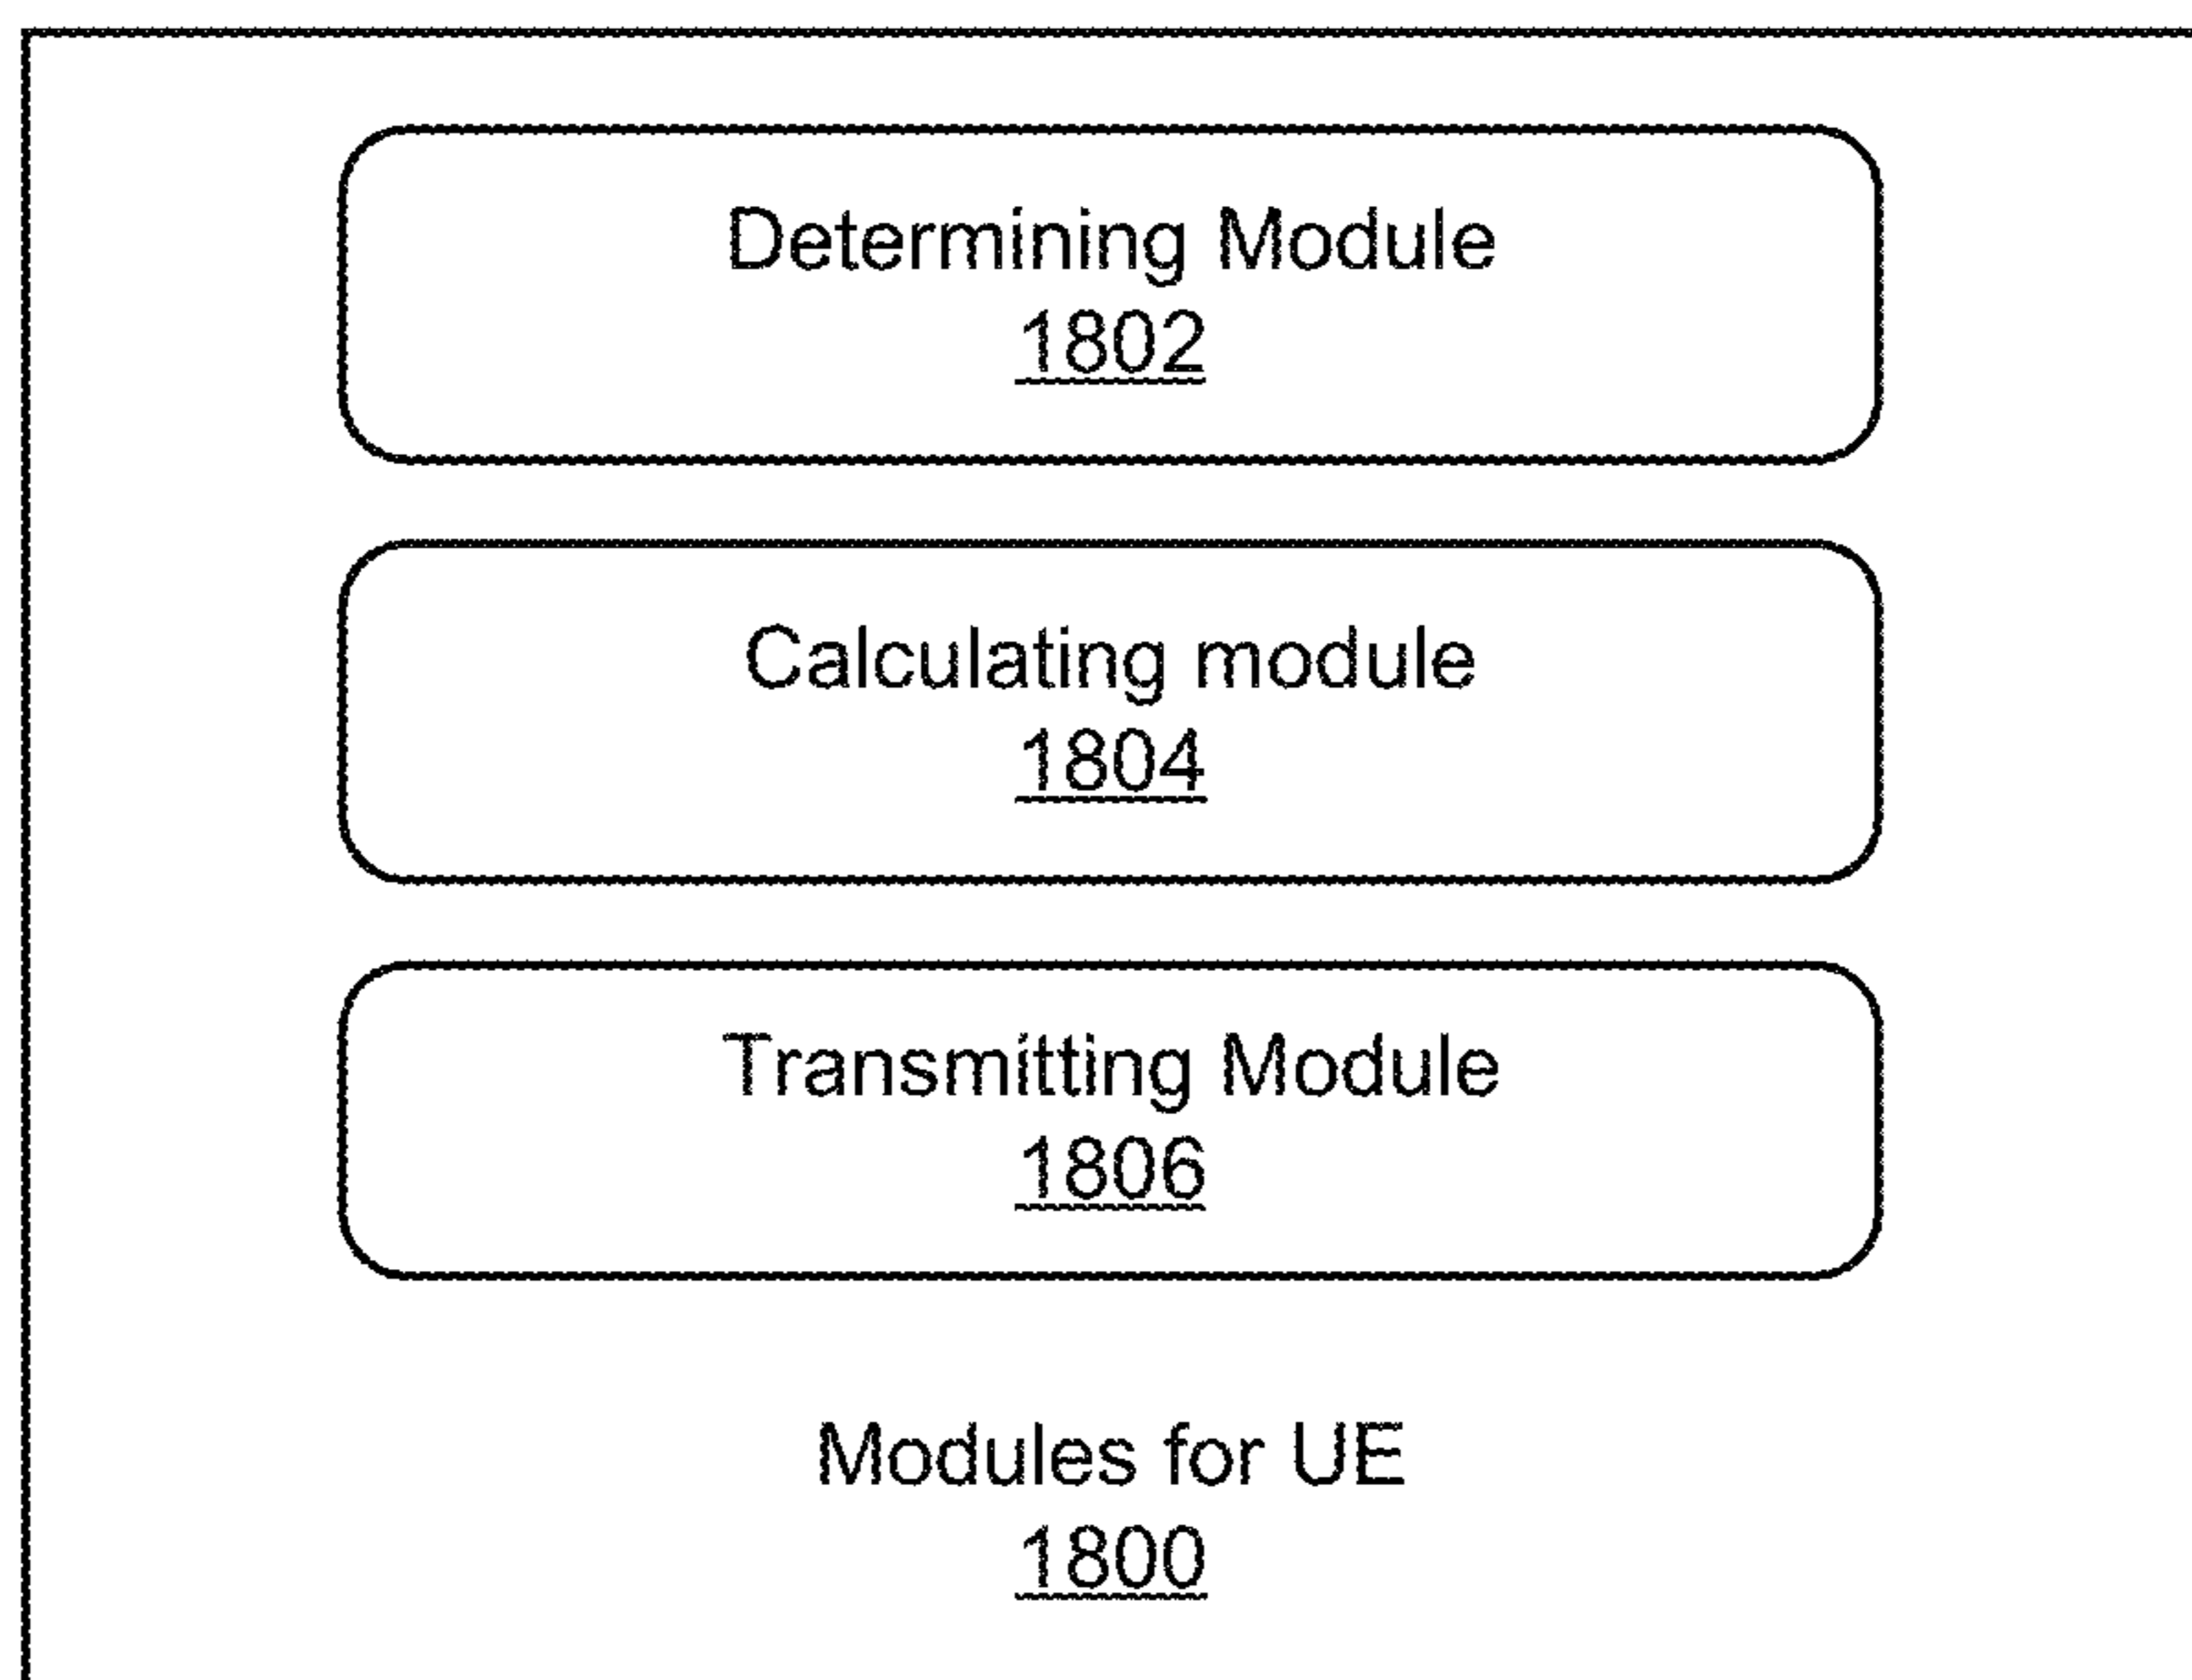 Determining Module
1802
Calculating module
1804
Transmitting Module
1806
Modules for UE
1800